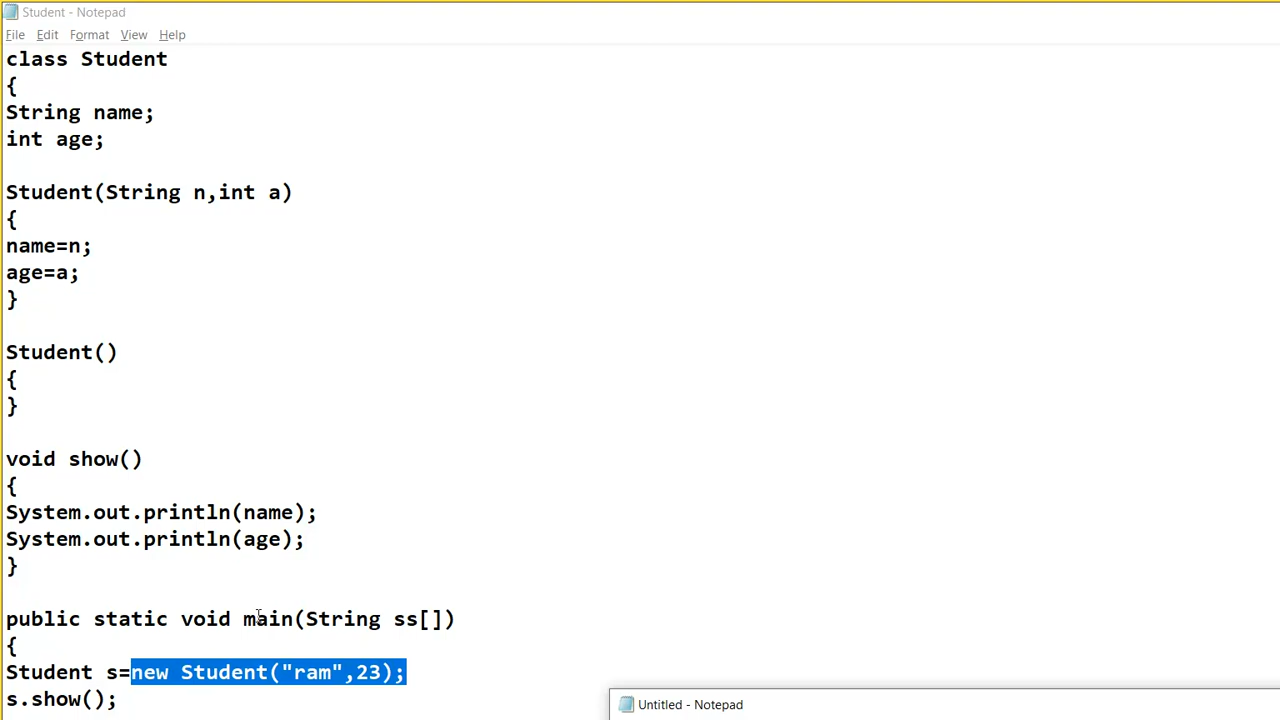 Student - Notepad
File Edit Format View Help
class Student
{
String name;
int age;
Student(String n,int a)
{
name=n;
age=a;
}
Student()
{
}
void show()
{
System.out.println(name);
System.out.println(age);
}
public static void main(String ss[])
{
Student s=new Student("ram",23);
s.show();
Untitled - Notepad